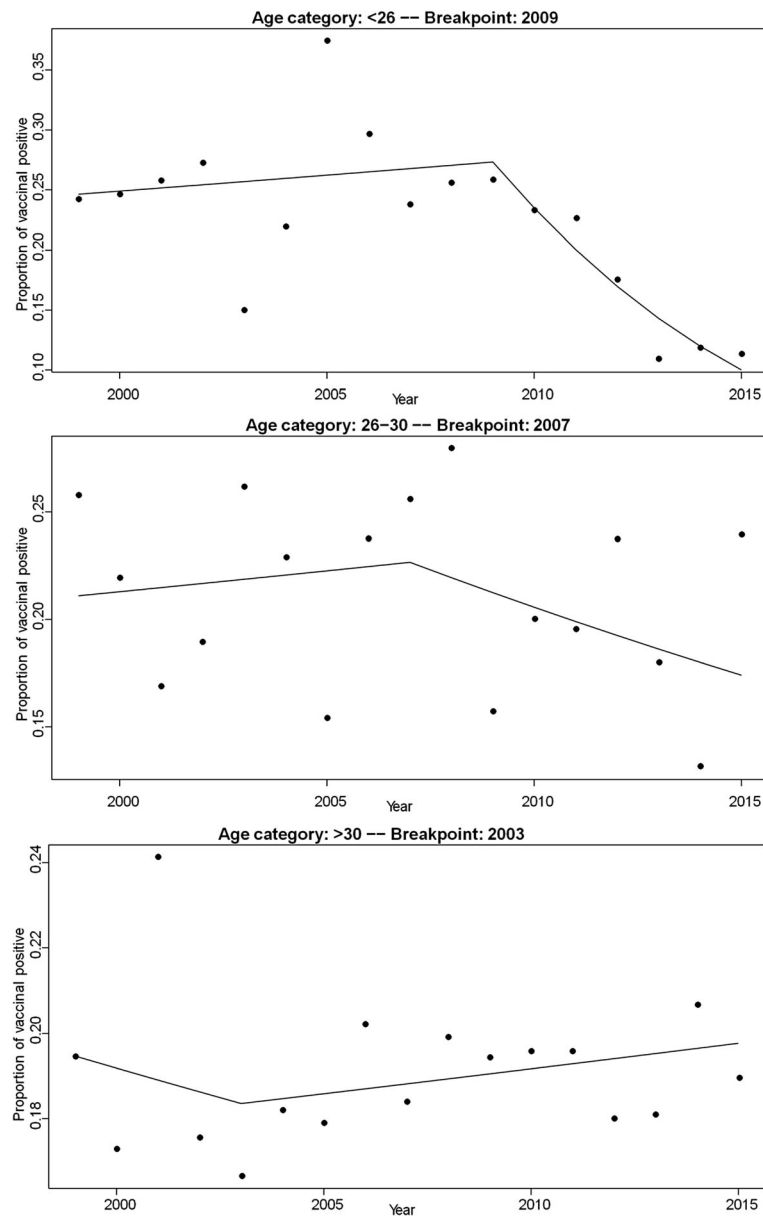 Age category: <26 −− Breakpoint: 2009
Proportion of vaccinal positive
0.35
0.30
0.25
0.20
0.15
0.10
2000 2005 2010 2015
Year
Age category: 26−30 −− Breakpoint: 2007
Proportion of vaccinal positive
0.25
0.20
0.15
2000 2005 2010 2015
Year
Age category: >30 −− Breakpoint: 2003
Proportion of vaccinal positive
0.24
0.22
0.20
0.18
2000 2005 2010 2015
Year